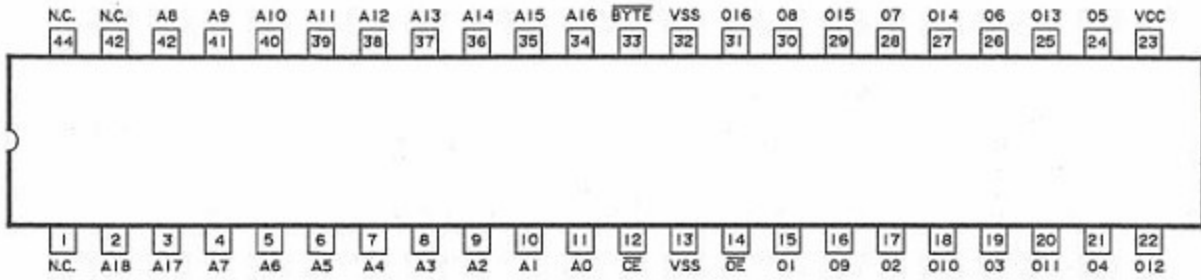 N.C. N.C. A8 A9 A10 A11 A12 A13 A14 A15 A16 BYTE VSS O16 O8 O15 O7 O14 O6 O13 O5 VCC
44 42 42 41 40 39 38 37 36 35 34 33 32 31 30 29 28 27 26 25 24 23
1 2 3 4 5 6 7 8 9 10 11 12 13 14 15 16 17 18 19 20 21 22
N.C. A18 A17 A7 A6 A5 A4 A3 A2 A1 A0 CE VSS OE O1 O9 O2 O10 O3 O11 O4 O12